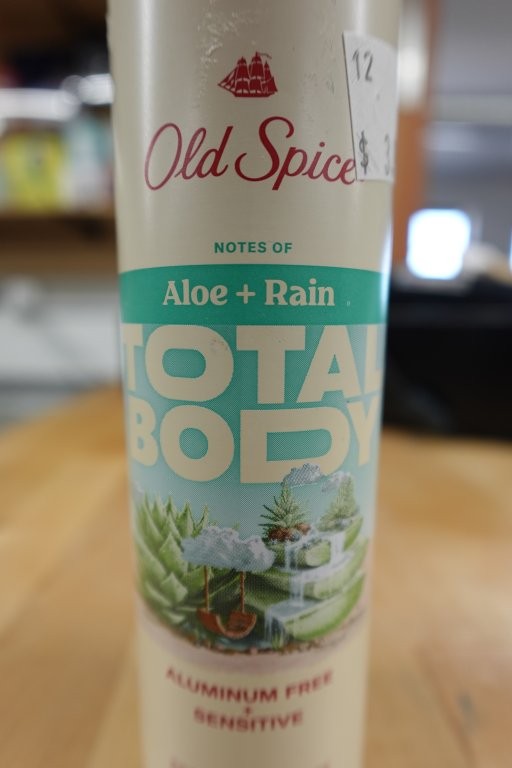 12
$ 3
Old Spice
NOTES OF
Aloe + Rain
TOTAL
BODY
ALUMINUM FREE
+
SENSITIVE